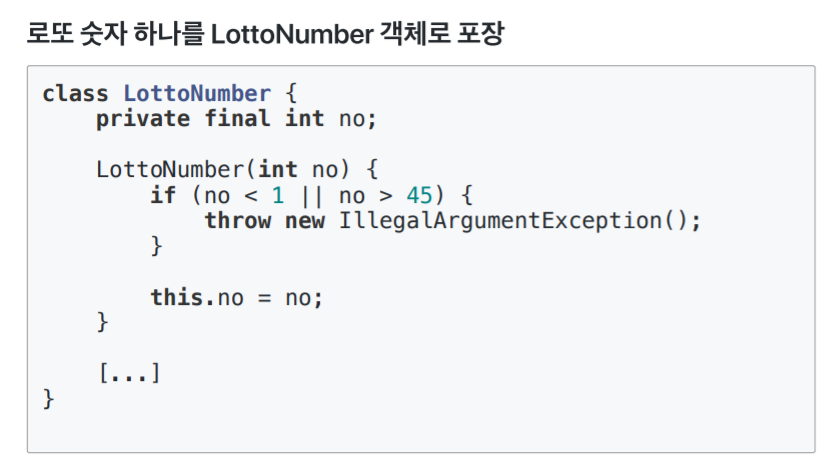 로또 숫자 하나를 LottoNumber 객체로 포장
class LottoNumber {
    private final int no;
    LottoNumber(int no) {
        if (no < 1 || no > 45) {
            throw new IllegalArgumentException();
        }
        this.no = no;
    }
    [...]
}